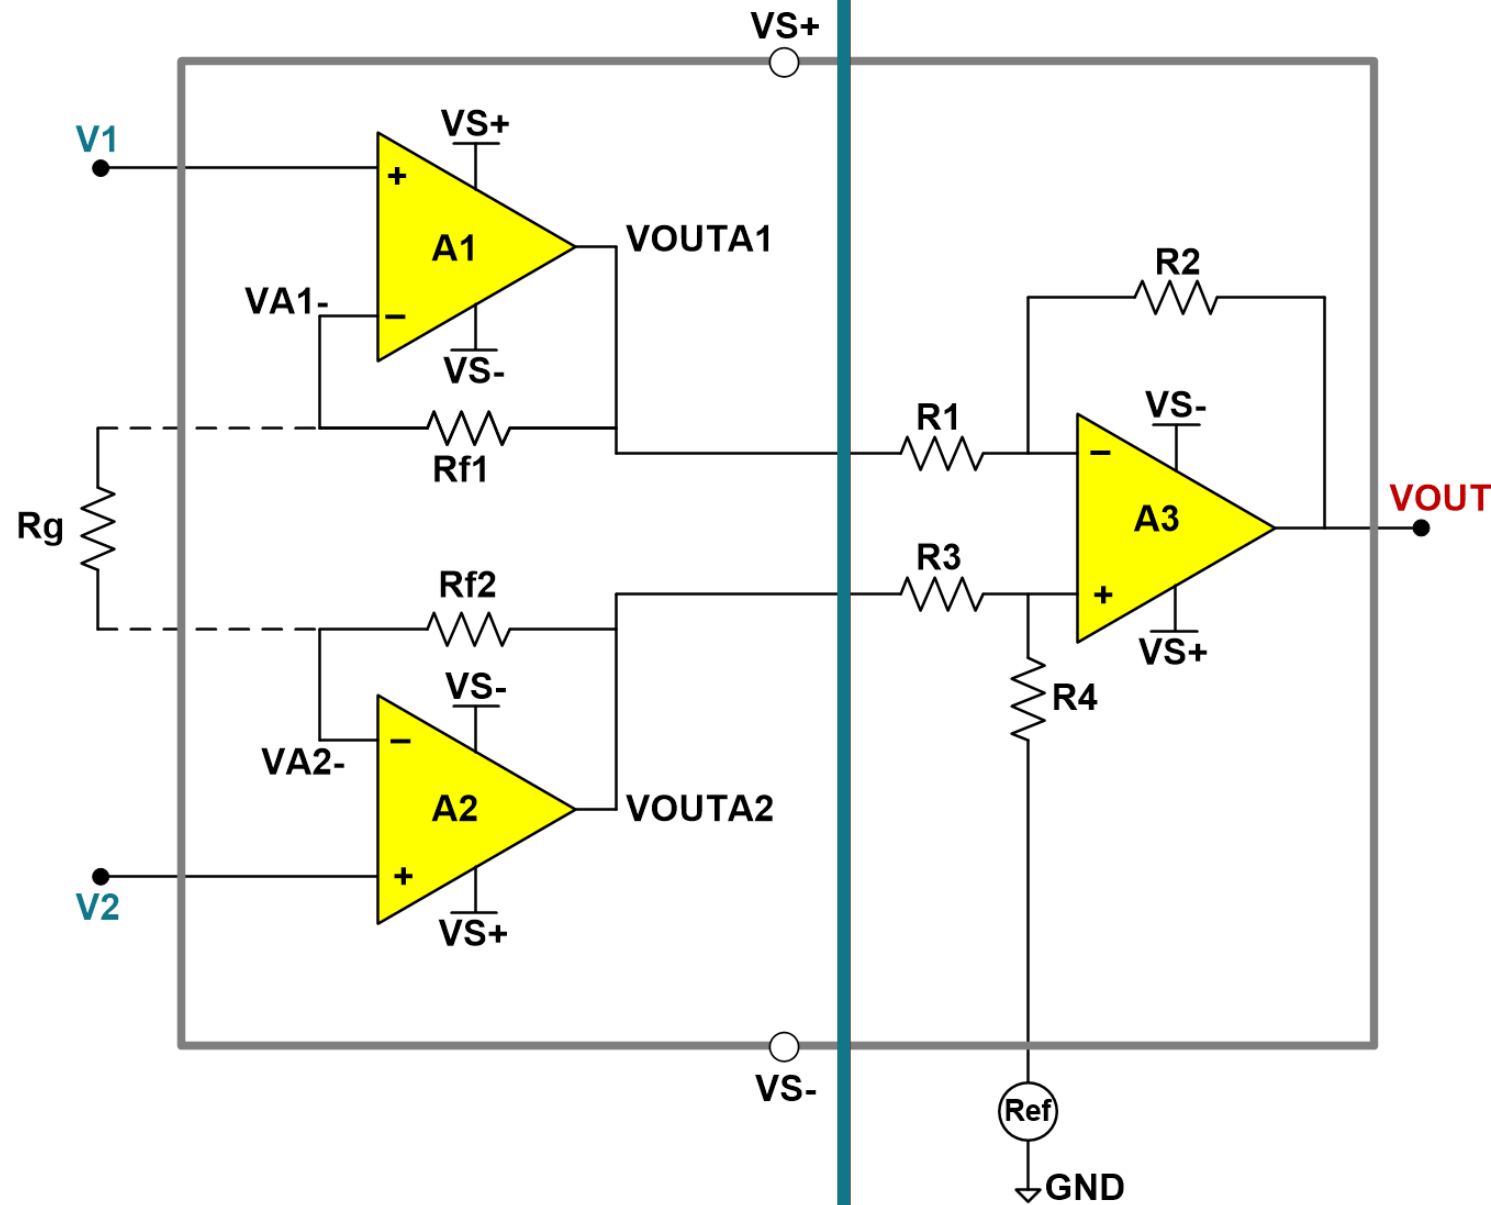 VS+
V1
VS+
+
A1
VOUTA1
VA1-
−
VS-
R2
Rf1
R1
VS-
−
Rg
A3
VOUT
Rf2
R3
+
VS+
VS-
R4
−
VA2-
A2
VOUTA2
+
V2
VS+
VS-
Ref
GND